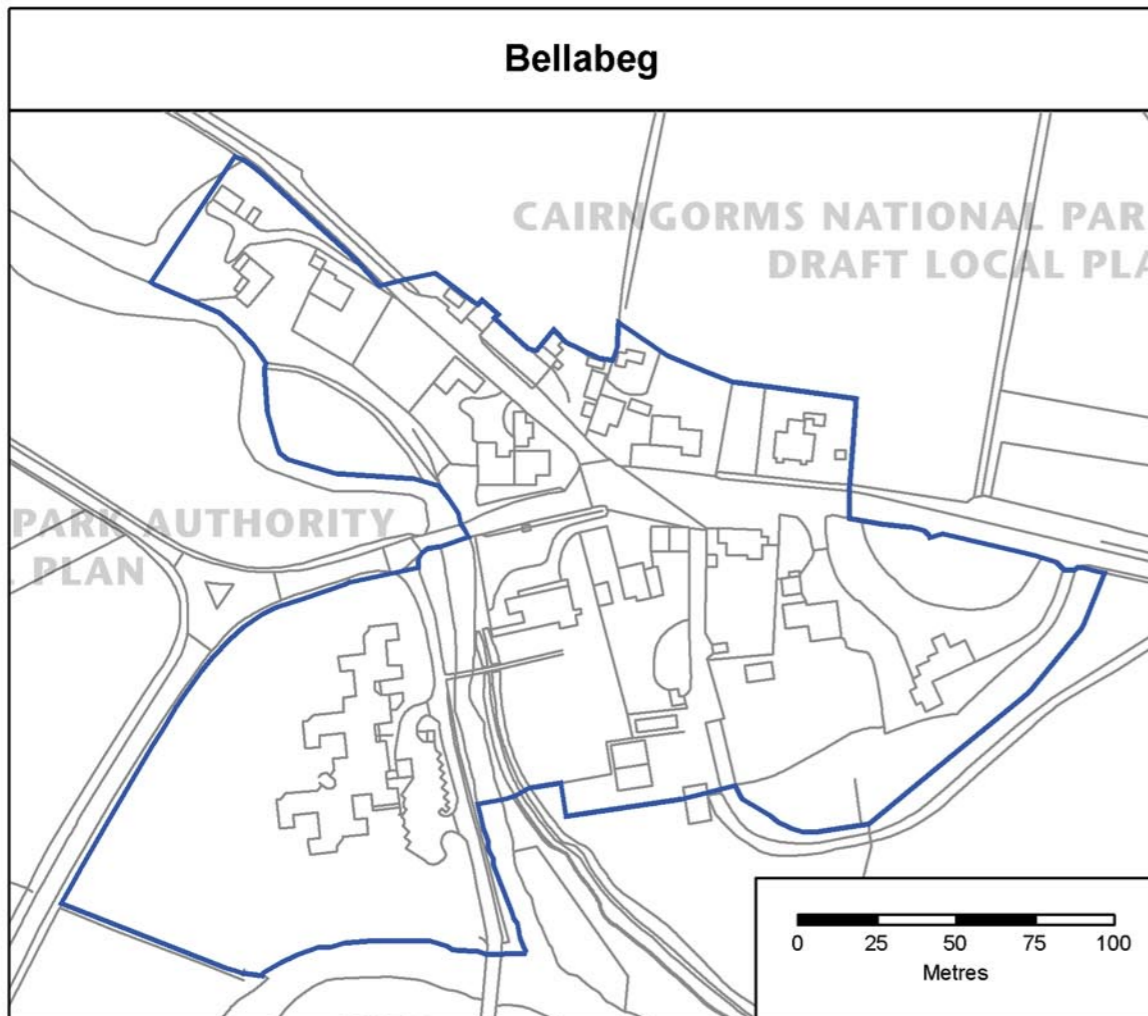 Bellabeg
CAIRNGORMS NATIONAL PAR
DRAFT LOCAL PLA
PARK AUTHORITY
PLAN
0 25 50 75 100
Metres